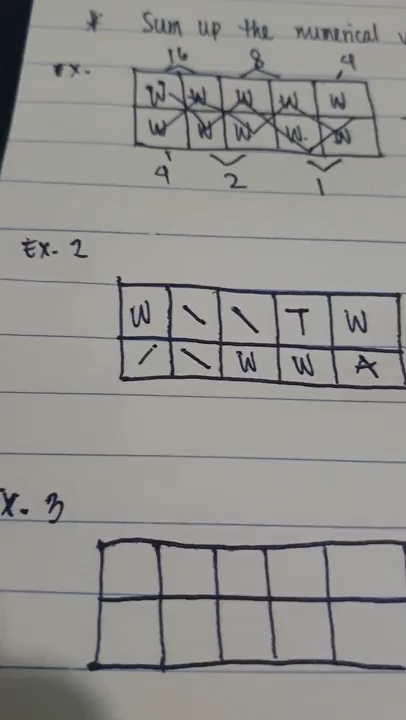 * Sum up the numerical
16 8 4
Ex.
W W W W W
W W W W W
4 2 1
Ex. 2
W \ \ T W
/ \ W W A
x. 3